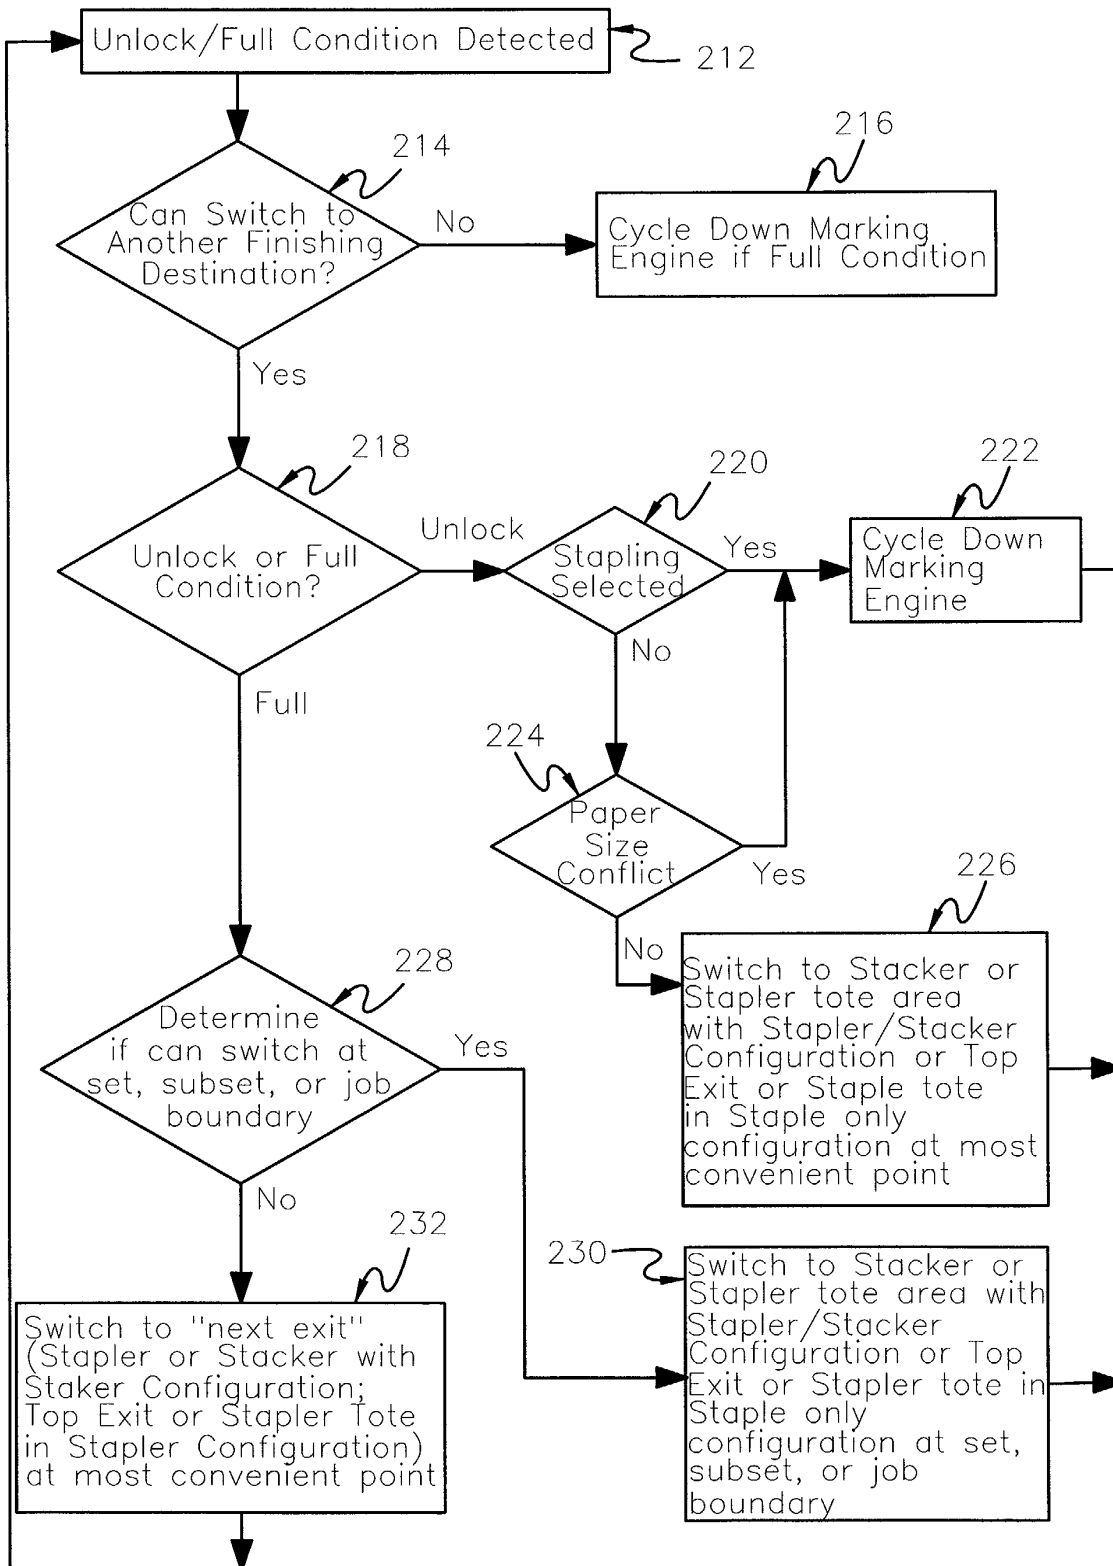 Unlock/Full Condition Detected
212
214
Can Switch to
Another Finishing
Destination?
No
216
Cycle Down Marking
Engine if Full Condition
Yes
218
Unlock or Full
Condition?
Unlock
220
Stapling
Selected
Yes
222
Cycle Down
Marking
Engine
No
Full
224
Paper
Size
Conflict
Yes
No
226
Switch to Stacker or
Stapler tote area
with Stapler/Stacker
Configuration or Top
Exit or Staple tote
in Staple only
configuration at most
convenient point
228
Determine
if can switch at
set, subset, or job
boundary
Yes
No
230
Switch to Stacker or
Stapler tote area with
Stapler/Stacker
Configuration or Top
Exit or Stapler tote in
Staple only
configuration at set,
subset, or job
boundary
232
Switch to "next exit"
(Stapler or Stacker with
Staker Configuration;
Top Exit or Stapler Tote
in Stapler Configuration)
at most convenient point